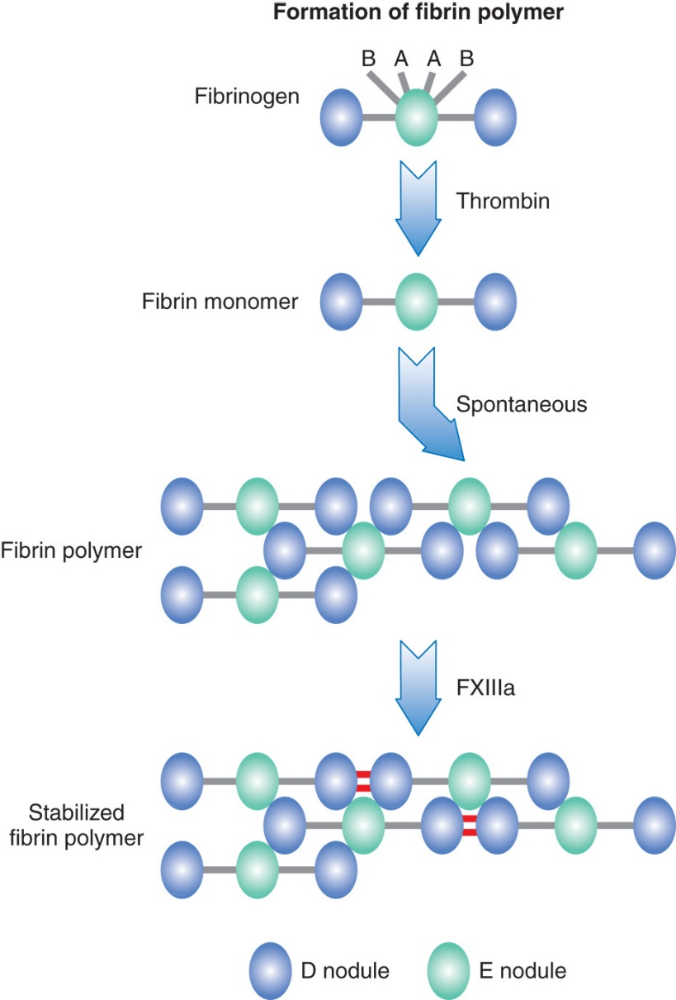 Formation of fibrin polymer
B A A B
Fibrinogen
Thrombin
Fibrin monomer
Spontaneous
Fibrin polymer
FXIIIa
Stabilized
fibrin polymer
D nodule
E nodule